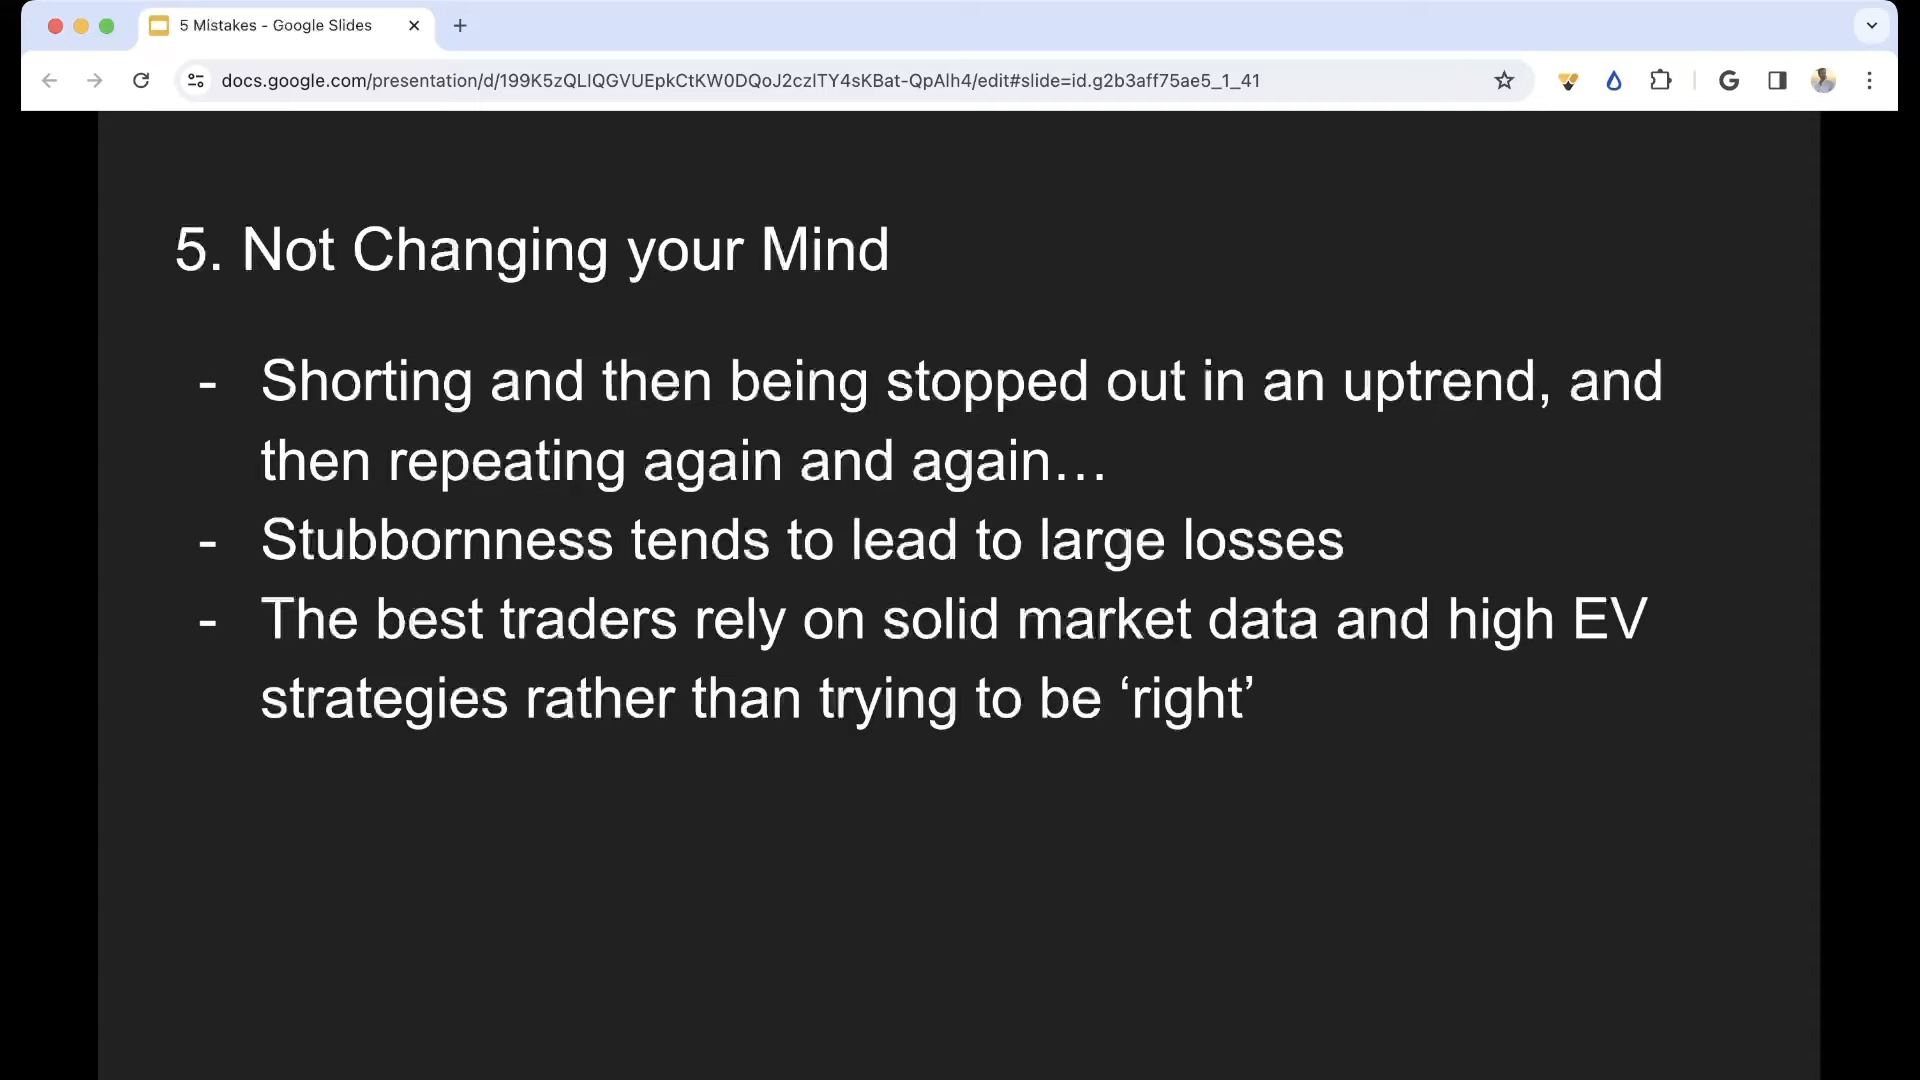 5 Mistakes - Google Slides
docs.google.com/presentation/d/199K5zQLIQGVUEpkCtKW0DQoJ2czlTY4sKBat-QpAlh4/edit#slide=id.g2b3aff75ae5_1_41
5. Not Changing your Mind
- Shorting and then being stopped out in an uptrend, and
then repeating again and again…
- Stubbornness tends to lead to large losses
- The best traders rely on solid market data and high EV
strategies rather than trying to be ‘right’